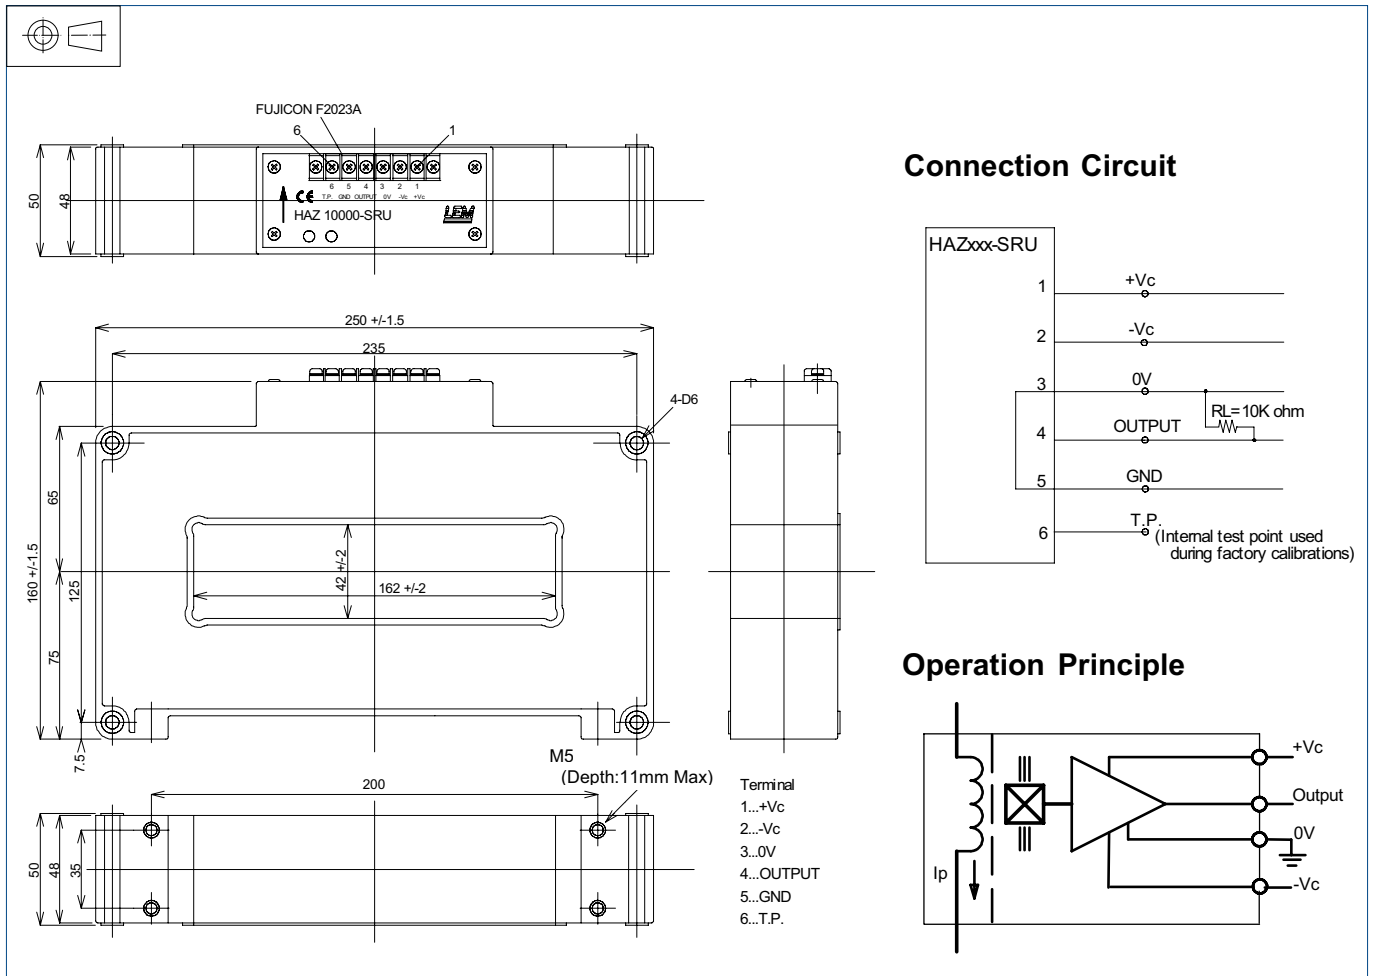 FUJICON F2023A
6
1
50
48
6 5 4 3 2 1
T.P. GND OUTPUT 0V -Vc +Vc
CE
HAZ 10000-SRU
LEM
250 +/-1.5
235
4-D6
160 +/-1.5
65
125
75
7.5
42 +/-2
162 +/-2
M5
(Depth:11mm Max)
200
50
48
35
Terminal
1...+Vc
2...-Vc
3...0V
4...OUTPUT
5...GND
6...T.P.
Connection Circuit
HAZxxx-SRU
1 +Vc
2 -Vc
3 0V
RL=10K ohm
4 OUTPUT
5 GND
6 T.P.
(Internal test point used
during factory calibrations)
Operation Principle
+Vc
Output
0V
-Vc
Ip